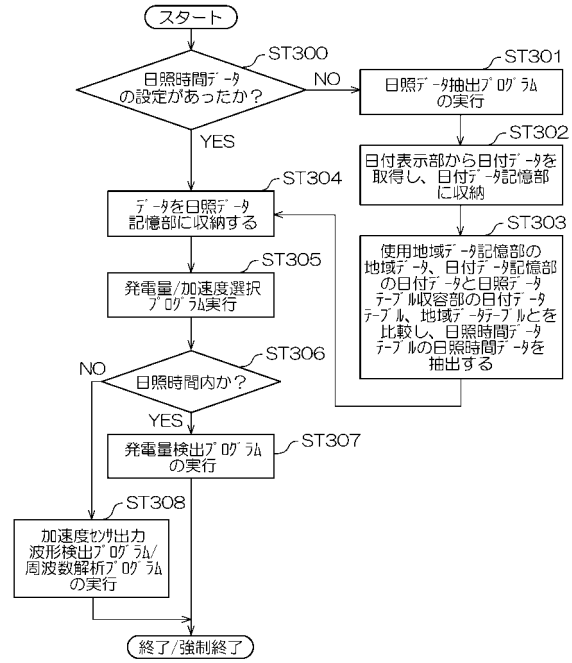 スタート
ST300
日照時間ﾃﾞｰﾀ
の設定があったか？
NO
YES
ST301
日照ﾃﾞｰﾀ抽出ﾌﾟﾛｸﾞﾗﾑ
の実行
ST302
日付表示部から日付ﾃﾞｰﾀを
取得し、日付ﾃﾞｰﾀ記憶部
に収納
ST303
使用地域ﾃﾞｰﾀ記憶部の
地域ﾃﾞｰﾀ、日付ﾃﾞｰﾀ記憶部
の日付ﾃﾞｰﾀと日照ﾃﾞｰﾀ
ﾃｰﾌﾞﾙ収容部の日付ﾃﾞｰﾀ
ﾃｰﾌﾞﾙ、地域ﾃﾞｰﾀﾃｰﾌﾞﾙとを
比較し、日照時間ﾃﾞｰﾀ
ﾃｰﾌﾞﾙの日照時間ﾃﾞｰﾀを
抽出する
ST304
ﾃﾞｰﾀを日照ﾃﾞｰﾀ
記憶部に収納する
ST305
発電量/加速度選択
ﾌﾟﾛｸﾞﾗﾑ実行
ST306
日照時間内か？
NO
YES
ST307
発電量検出ﾌﾟﾛｸﾞﾗﾑ
の実行
ST308
加速度ｾﾝｻ出力
波形検出ﾌﾟﾛｸﾞﾗﾑ/
周波数解析ﾌﾟﾛｸﾞﾗﾑ
の実行
終了/強制終了